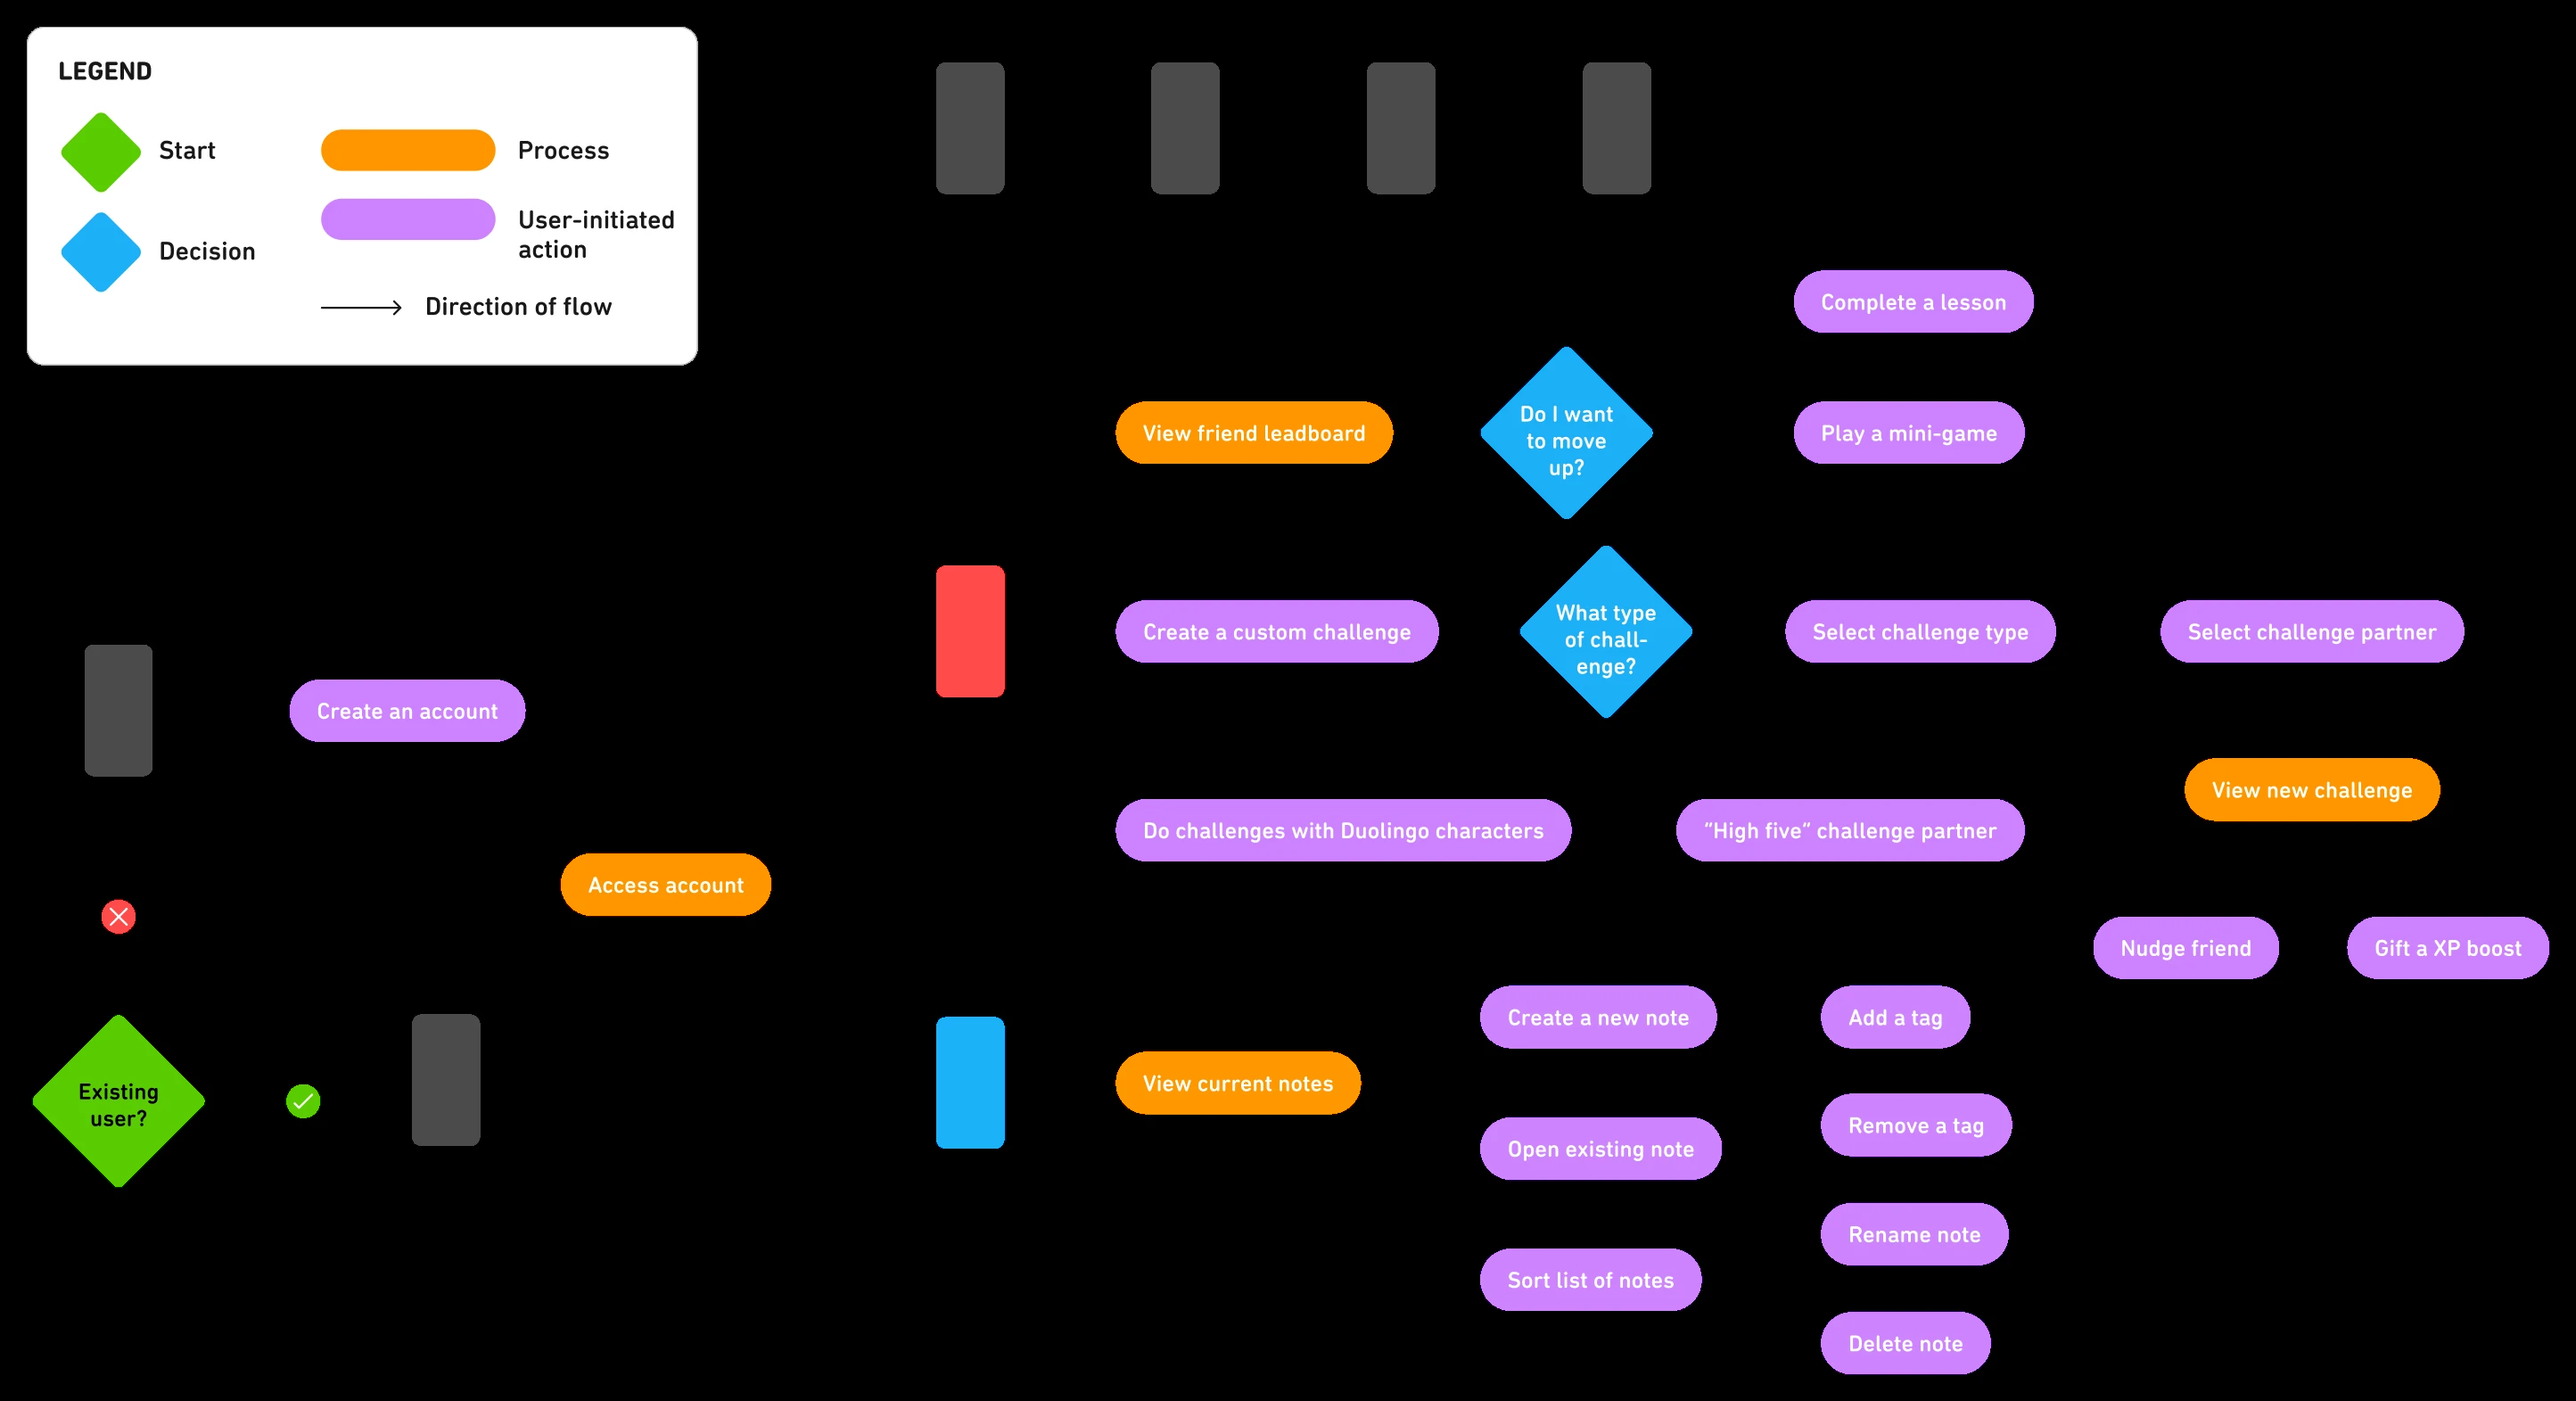 LEGEND
Start
Process
User-initiated
action
Decision
Direction of flow
Complete a lesson
View friend leadboard
Do I want
to move
up?
Play a mini-game
Create a custom challenge
What type
of chall-
enge?
Select challenge type
Select challenge partner
Create an account
View new challenge
Do challenges with Duolingo characters
“High five” challenge partner
Access account
Nudge friend
Gift a XP boost
Existing
user?
View current notes
Create a new note
Add a tag
Open existing note
Remove a tag
Rename note
Sort list of notes
Delete note